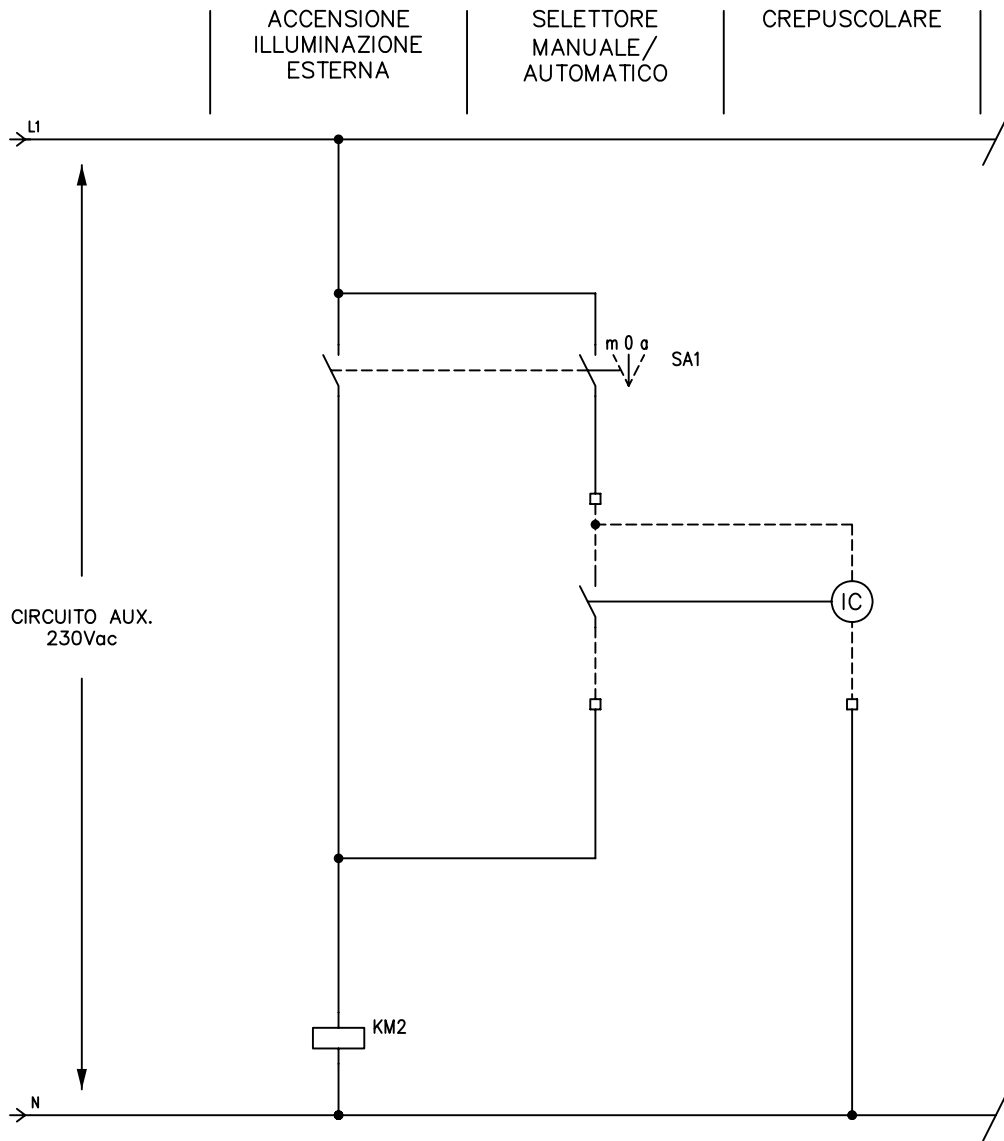 ACCENSIONE
ILLUMINAZIONE
ESTERNA
SELETTORE
MANUALE/
AUTOMATICO
CREPUSCOLARE
L1
m 0 a
SA1
CIRCUITO AUX.
230Vac
IC
KM2
N